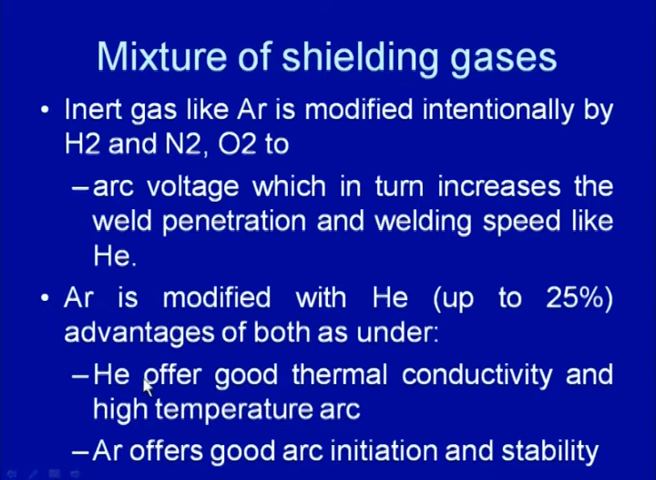 Mixture of shielding gases
• Inert gas like Ar is modified intentionally by
H2 and N2, O2 to
–arc voltage which in turn increases the
weld penetration and welding speed like
He.
• Ar is modified with He (up to 25%)
advantages of both as under:
–He offer good thermal conductivity and
high temperature arc
–Ar offers good arc initiation and stability